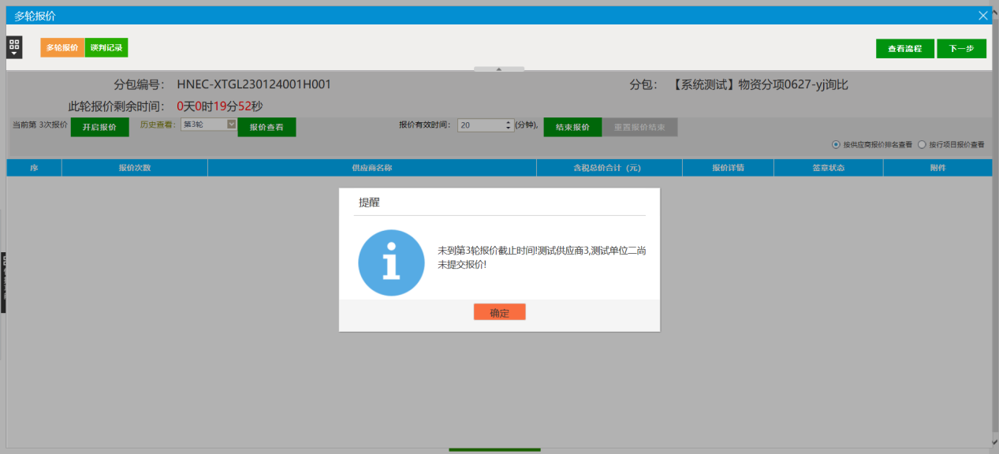 多轮报价
多轮报价 谈判记录 查看流程 下一步
分包编号： HNEC-XTGL230124001H001 分包： 【系统测试】物资分项0627-yj询比
此轮报价剩余时间： 0天0时19分52秒
当前第 3次报价 开启报价 历史查看： 第3轮 报价查看 报价有效时间： 20 (分钟), 结束报价 重置报价结束
按供应商报价排名查看 按行项目报价查看
序 报价次数 供应商名称 含税总价合计（元） 报价详情 签章状态 附件
提醒
未到第3轮报价截止时间!测试供应商3,测试单位二尚
未提交报价!
确定